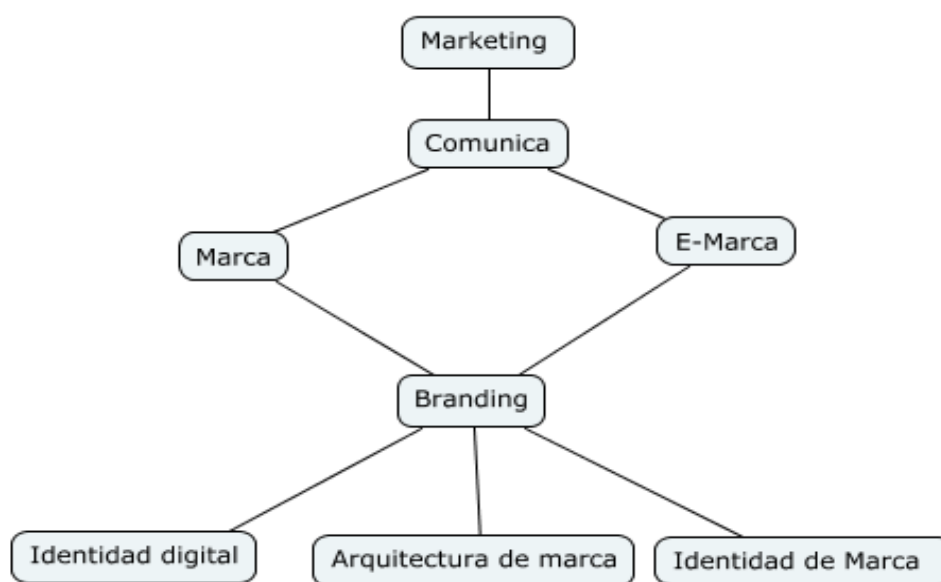 Marketing
Comunica
Marca
E-Marca
Branding
Identidad digital
Arquitectura de marca
Identidad de Marca